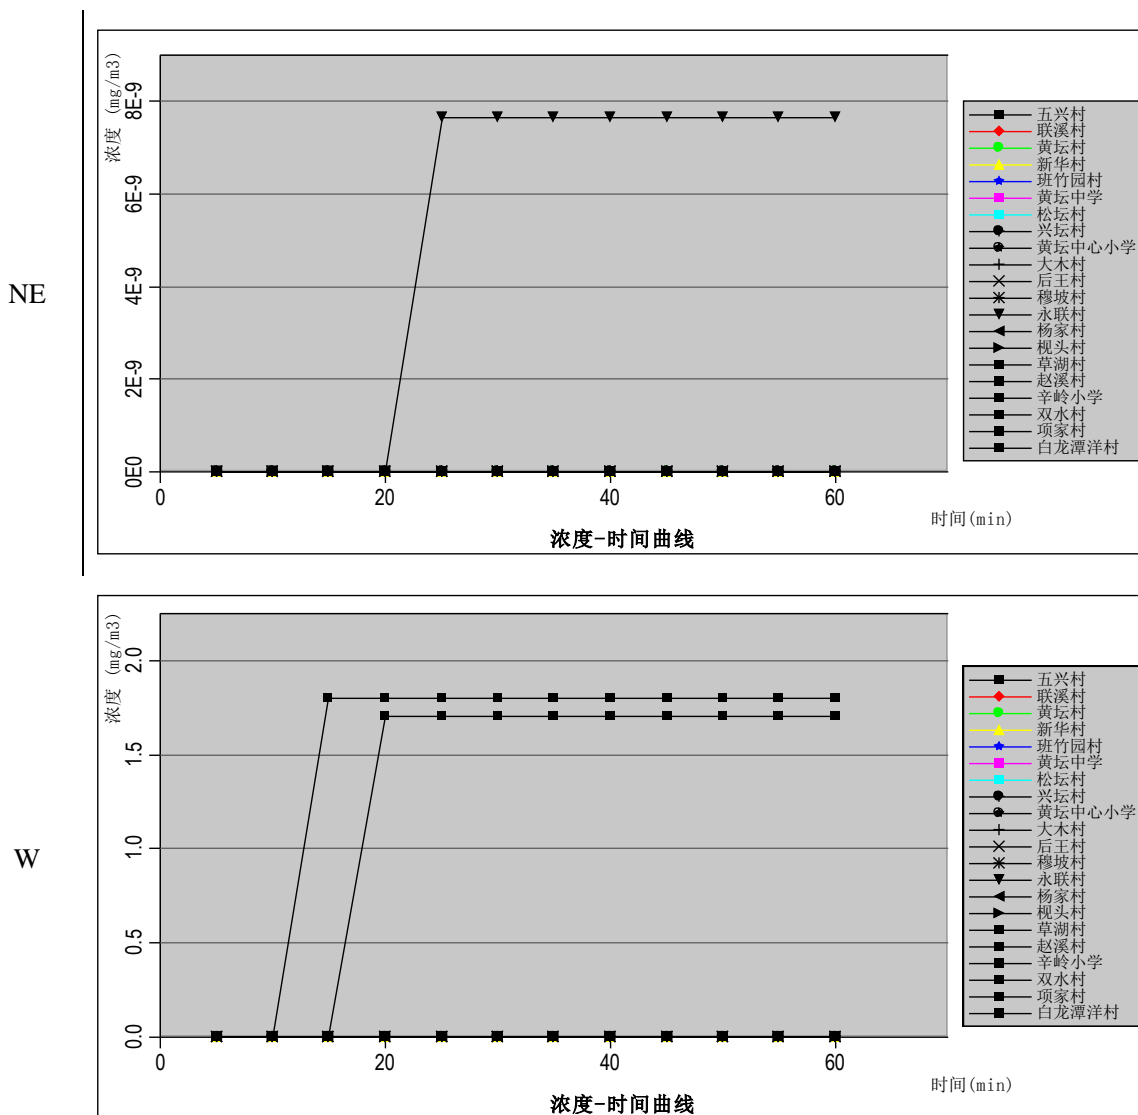 NE
浓度 (mg/m3)
8E-9
6E-9
4E-9
2E-9
0E0
0
20
40
60
时间(min)
浓度-时间曲线
五兴村
联溪村
黄坛村
新华村
班竹园村
黄坛中学
松坛村
兴坛村
黄坛中心小学
大木村
后王村
穆坡村
永联村
杨家村
枧头村
草湖村
赵溪村
辛岭小学
双水村
项家村
白龙潭洋村
W
浓度 (mg/m3)
2.0
1.5
1.0
0.5
0.0
0
20
40
60
时间(min)
浓度-时间曲线
五兴村
联溪村
黄坛村
新华村
班竹园村
黄坛中学
松坛村
兴坛村
黄坛中心小学
大木村
后王村
穆坡村
永联村
杨家村
枧头村
草湖村
赵溪村
辛岭小学
双水村
项家村
白龙潭洋村